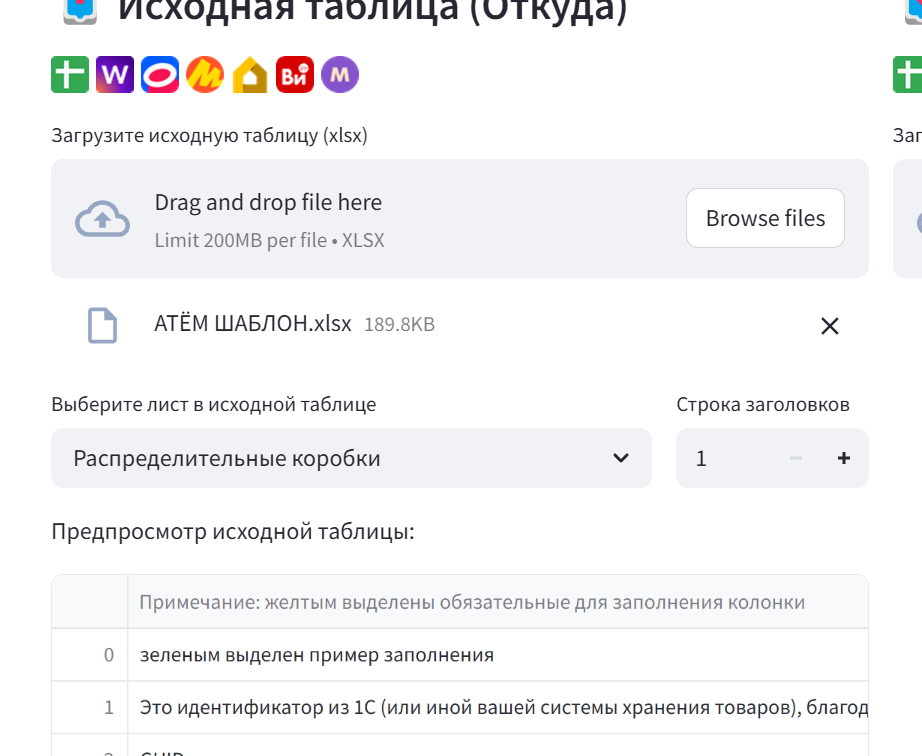 Исходная таблица (Откуда)
W
Ви
М
Загрузите исходную таблицу (xlsx)
Заг
Drag and drop file here
Limit 200MB per file • XLSX
Browse files
АТЁМ ШАБЛОН.xlsx 189.8KB
Выберите лист в исходной таблице
Строка заголовков
Распределительные коробки
1
Предпросмотр исходной таблицы:
Примечание: желтым выделены обязательные для заполнения колонки
0 зеленым выделен пример заполнения
1 Это идентификатор из 1С (или иной вашей системы хранения товаров), благод